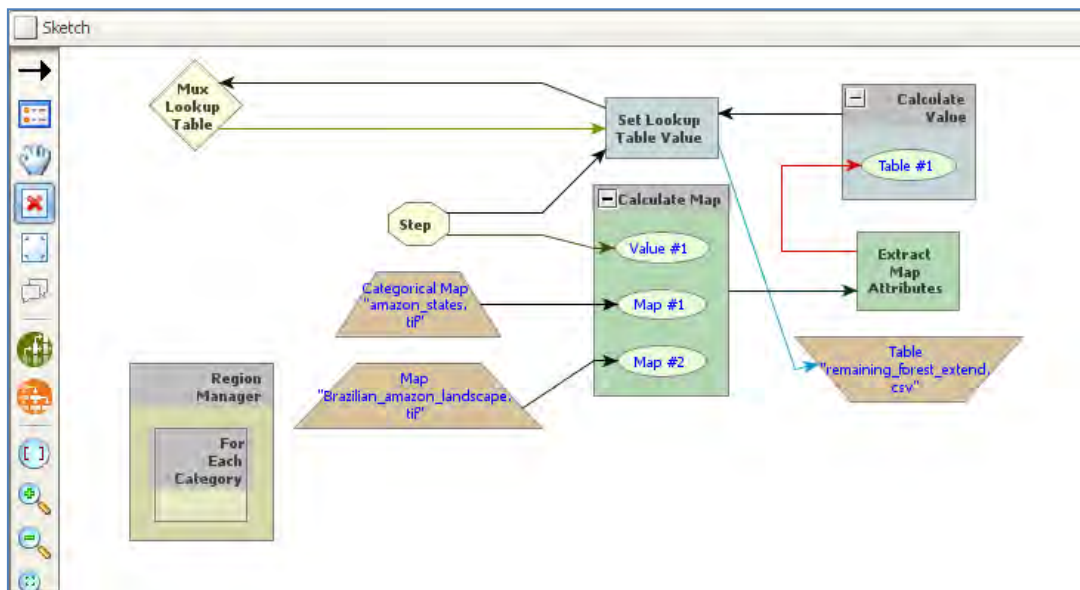 Sketch
Mux
Lookup
Table
Set Lookup
Table Value
Calculate
Value
Table #1
Step
Calculate Map
Value #1
Map #1
Map #2
Extract
Map
Attributes
Categorical Map
"amazon_states.
tif"
Map
"Brazilian_amazon_landscape.
tif"
Table
"remaining_forest_extend.
csv"
Region
Manager
For
Each
Category